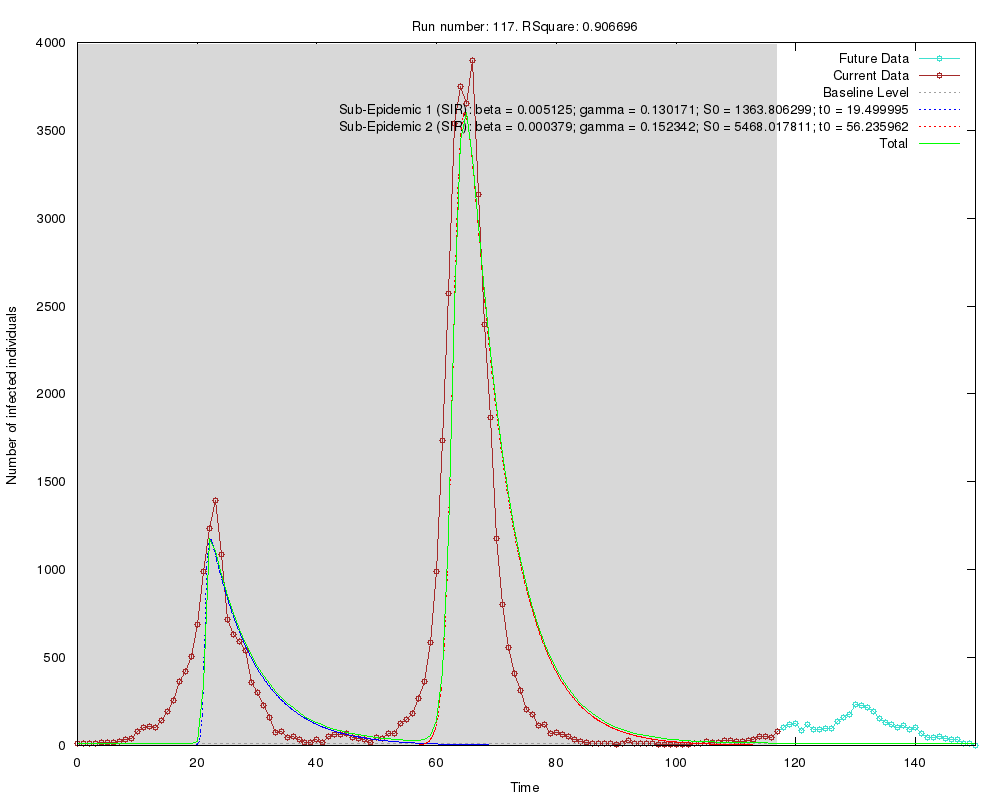 Run number: 117. RSquare: 0.906696
Future Data
Current Data
Baseline Level
Sub-Epidemic 1 (SIR) beta = 0.005125; gamma = 0.130171; S0 = 1363.806299; t0 = 19.499995
Sub-Epidemic 2 (SIR) beta = 0.000379; gamma = 0.152342; S0 = 5468.017811; t0 = 56.235962
Total
4000
3500
3000
2500
2000
1500
1000
500
0
Number of infected individuals
0 20 40 60 80 100 120 140
Time